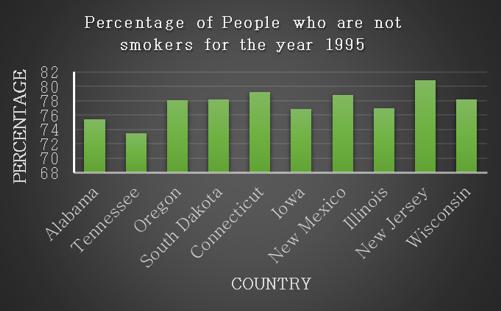 Percentage of People who are not
smokers for the year 1995
PERCENTAGE
82
80
78
76
74
72
70
68
Alabama
Tennessee
Oregon
South Dakota
Connecticut
Iowa
New Mexico
Illinois
New Jersey
Wisconsin
COUNTRY